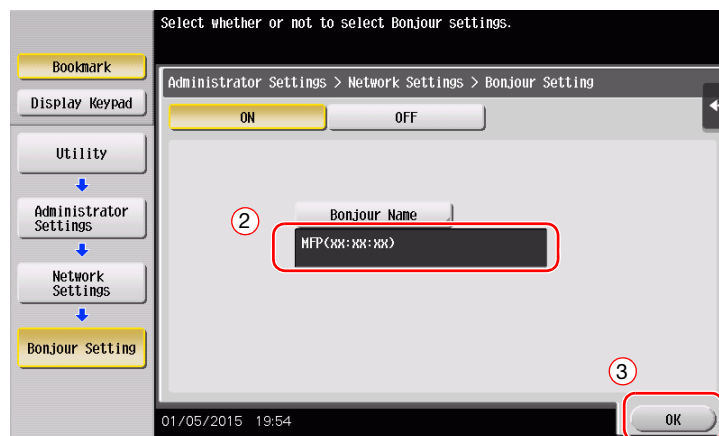 Select whether or not to select Bonjour settings.
Bookmark
Display Keypad
Utility
Administrator
Settings
Network
Settings
Bonjour Setting
Administrator Settings > Network Settings > Bonjour Setting
ON
OFF
2
Bonjour Name
MFP(xx:xx:xx)
3
01/05/2015 19:54
OK